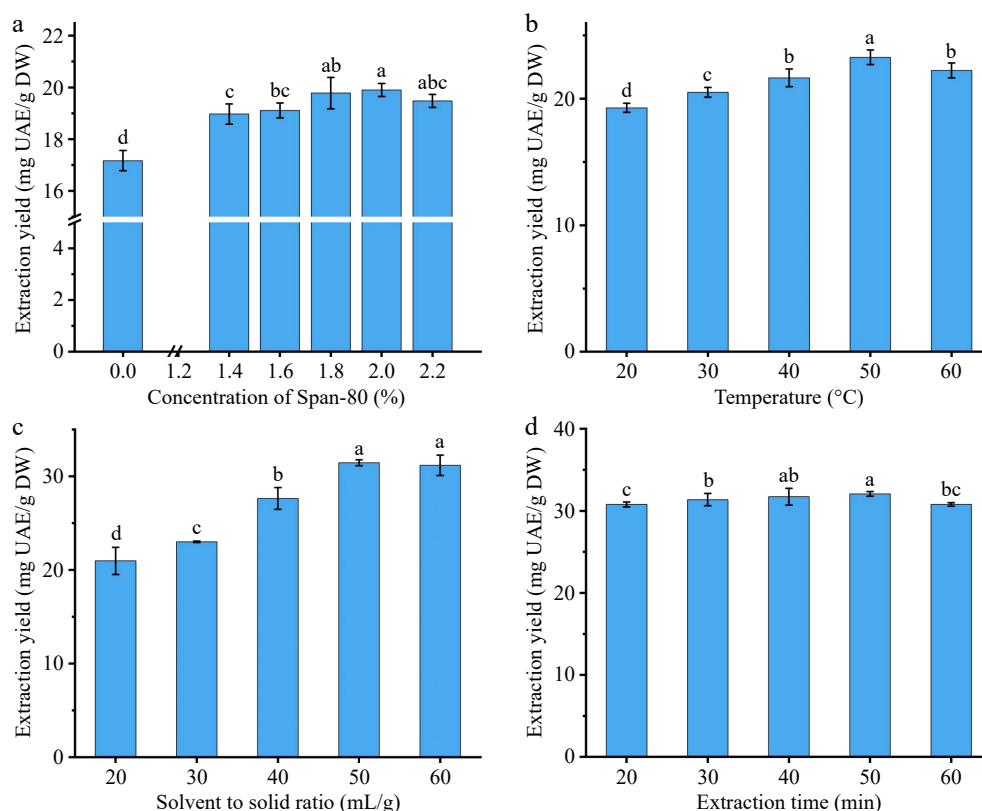 a
Extraction yield (mg UAE/g DW)
22
20
18
16
4
2
0
d
c
bc
ab
a
abc
0.0 1.2 1.4 1.6 1.8 2.0 2.2
Concentration of Span-80 (%)
b
Extraction yield (mg UAE/g DW)
20
10
0
d
c
b
a
b
20 30 40 50 60
Temperature (°C)
c
Extraction yield (mg UAE/g DW)
30
20
10
0
d
c
b
a
a
20 30 40 50 60
Solvent to solid ratio (mL/g)
d
Extraction yield (mg UAE/g DW)
40
30
20
10
0
c
b
ab
a
bc
20 30 40 50 60
Extraction time (min)